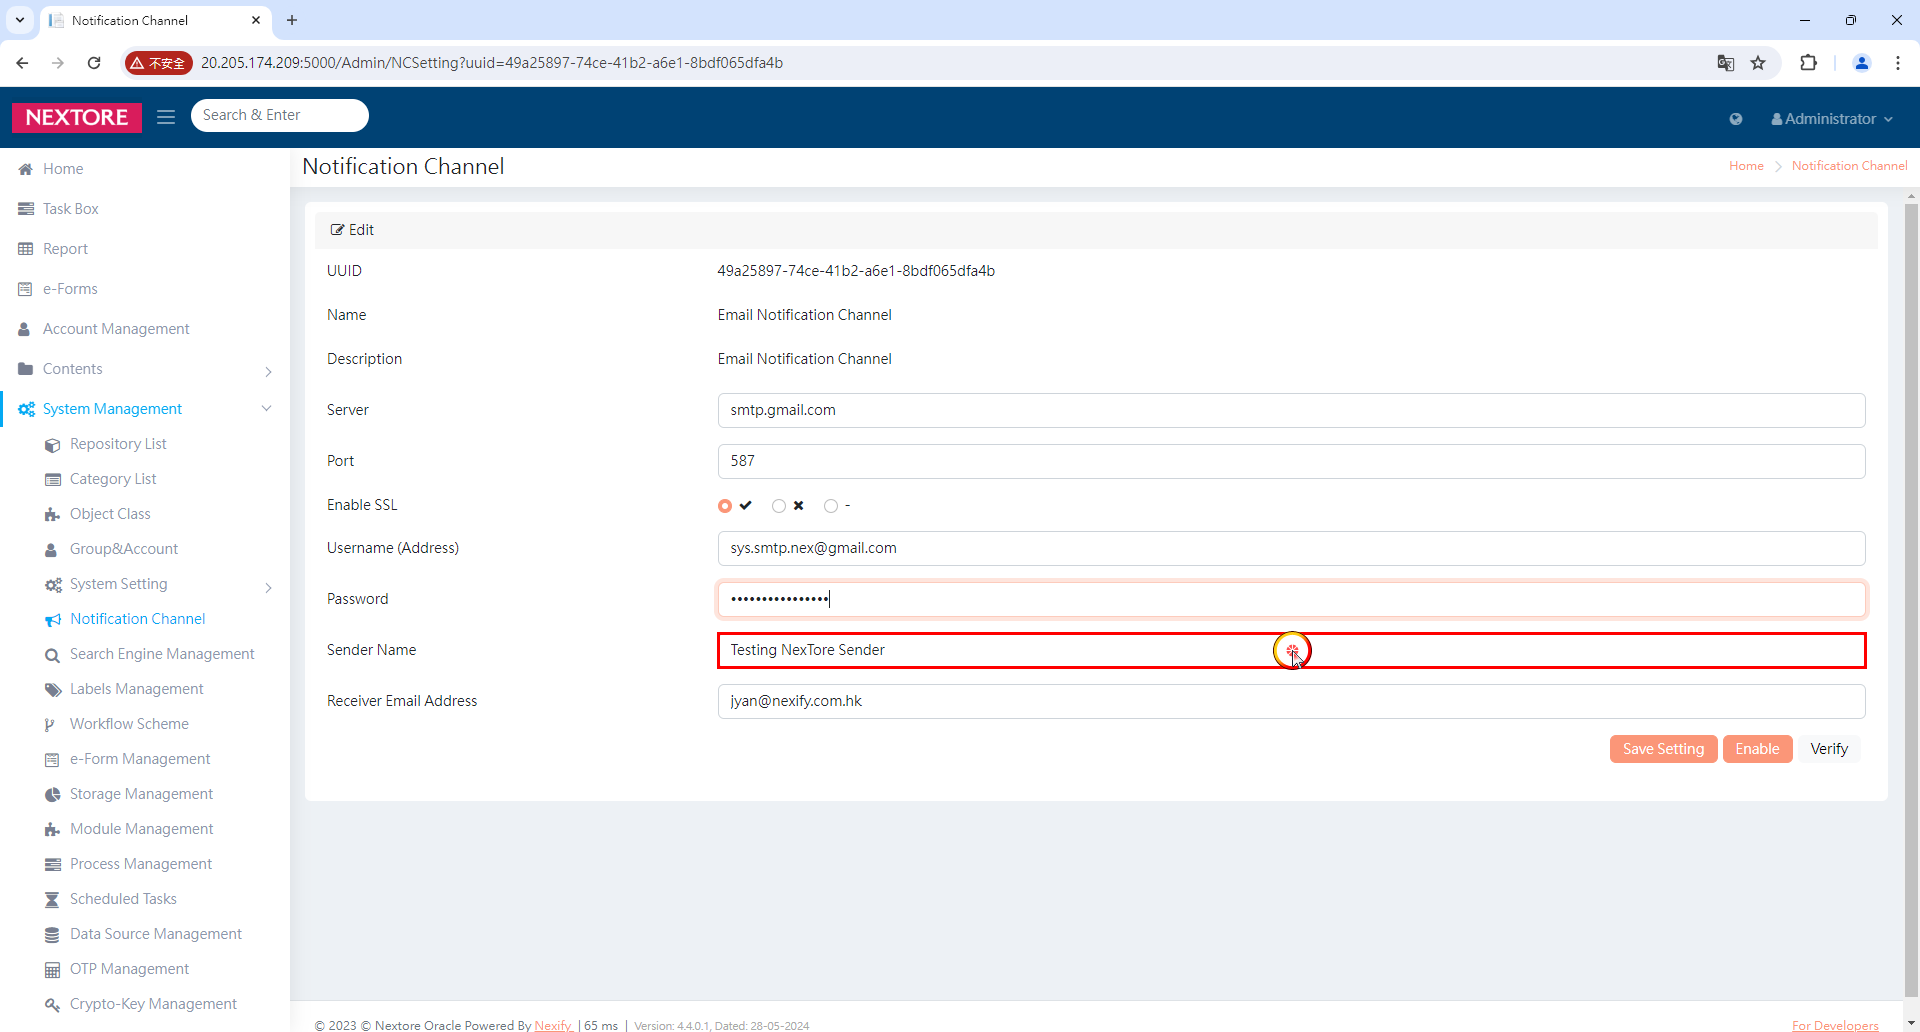 Notification Channel
不安全
20.205.174.209:5000/Admin/NCSetting?uuid=49a25897-74ce-41b2-a6e1-8bdf065dfa4b
NEXTORE
Search & Enter
Administrator
Notification Channel
Home > Notification Channel
Home
Task Box
Report
e-Forms
Account Management
Contents
System Management
Repository List
Category List
Object Class
Group&Account
System Setting
Notification Channel
Search Engine Management
Labels Management
Workflow Scheme
e-Form Management
Storage Management
Module Management
Process Management
Scheduled Tasks
Data Source Management
OTP Management
Crypto-Key Management
Edit
UUID 49a25897-74ce-41b2-a6e1-8bdf065dfa4b
Name Email Notification Channel
Description Email Notification Channel
Server smtp.gmail.com
Port 587
Enable SSL -
Username (Address) sys.smtp.nex@gmail.com
Password ••••••••••••••••
Sender Name Testing NexTore Sender
Receiver Email Address jyan@nexify.com.hk
Save Setting Enable Verify
© 2023 © Nextore Oracle Powered By Nexify | 65 ms | Version: 4.4.0.1, Dated: 28-05-2024
For Developers